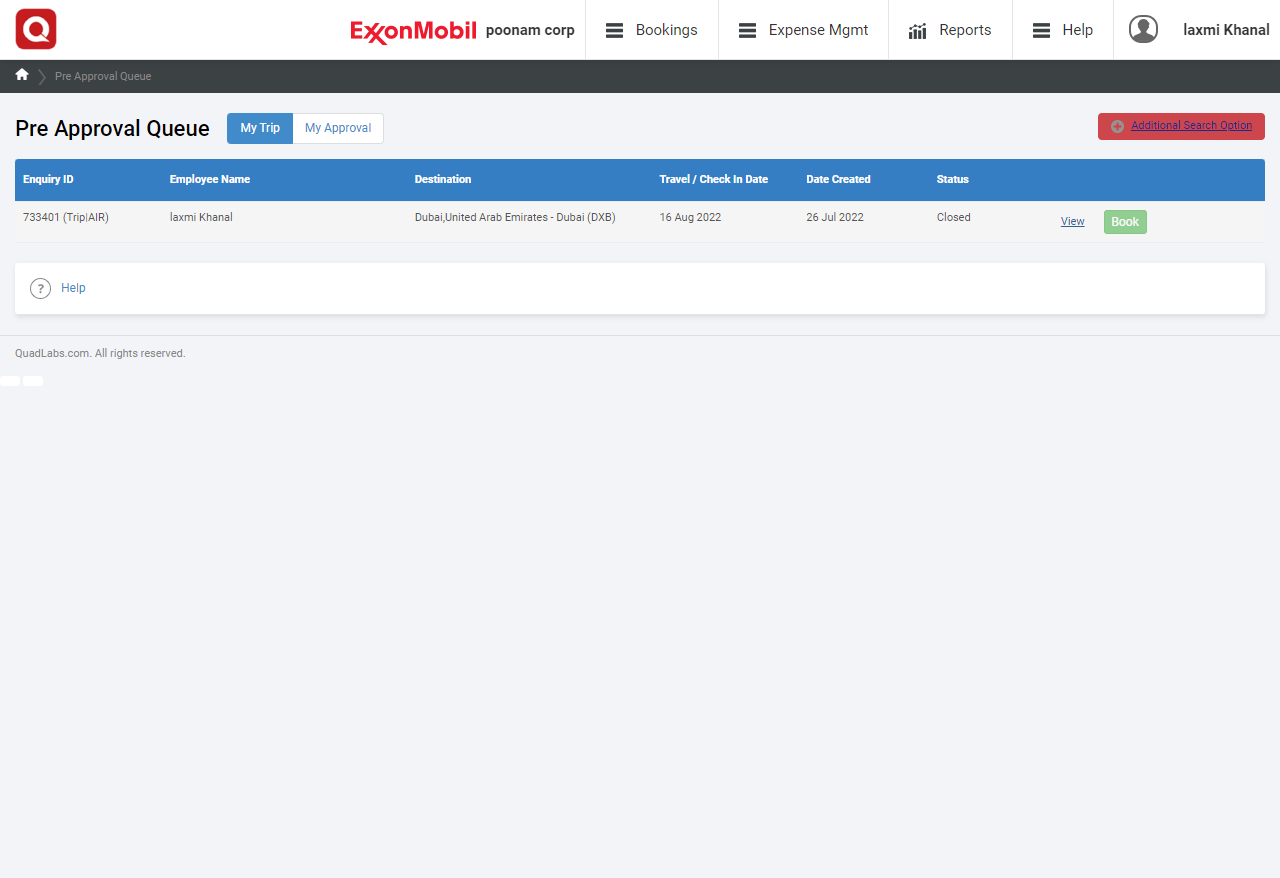 Q ExxonMobil poonam corp Bookings Expense Mgmt Reports Help laxmi Khanal
Pre Approval Queue
Pre Approval Queue My Trip My Approval Additional Search Option
Enquiry ID Employee Name Destination Travel / Check In Date Date Created Status
733401 (Trip|AIR) laxmi Khanal Dubai,United Arab Emirates - Dubai (DXB) 16 Aug 2022 26 Jul 2022 Closed View Book
? Help
QuadLabs.com. All rights reserved.